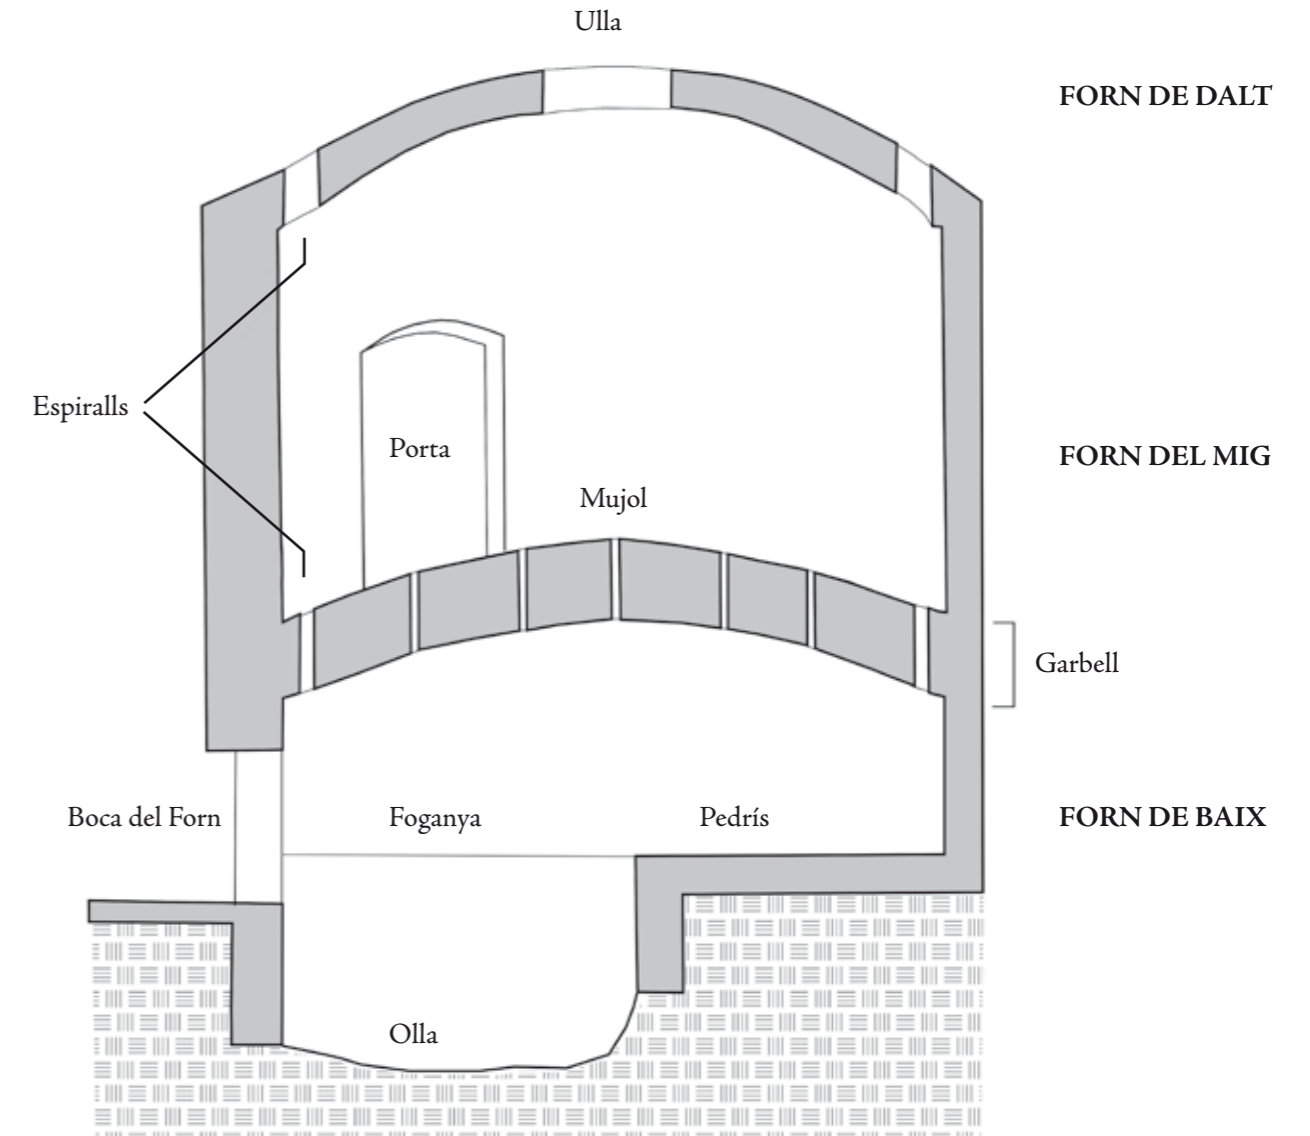 Ulla
FORN DE DALT
Espiralls
Porta
FORN DEL MIG
Mujol
Garbell
Boca del Forn
Foganya
Pedrís
FORN DE BAIX
Olla